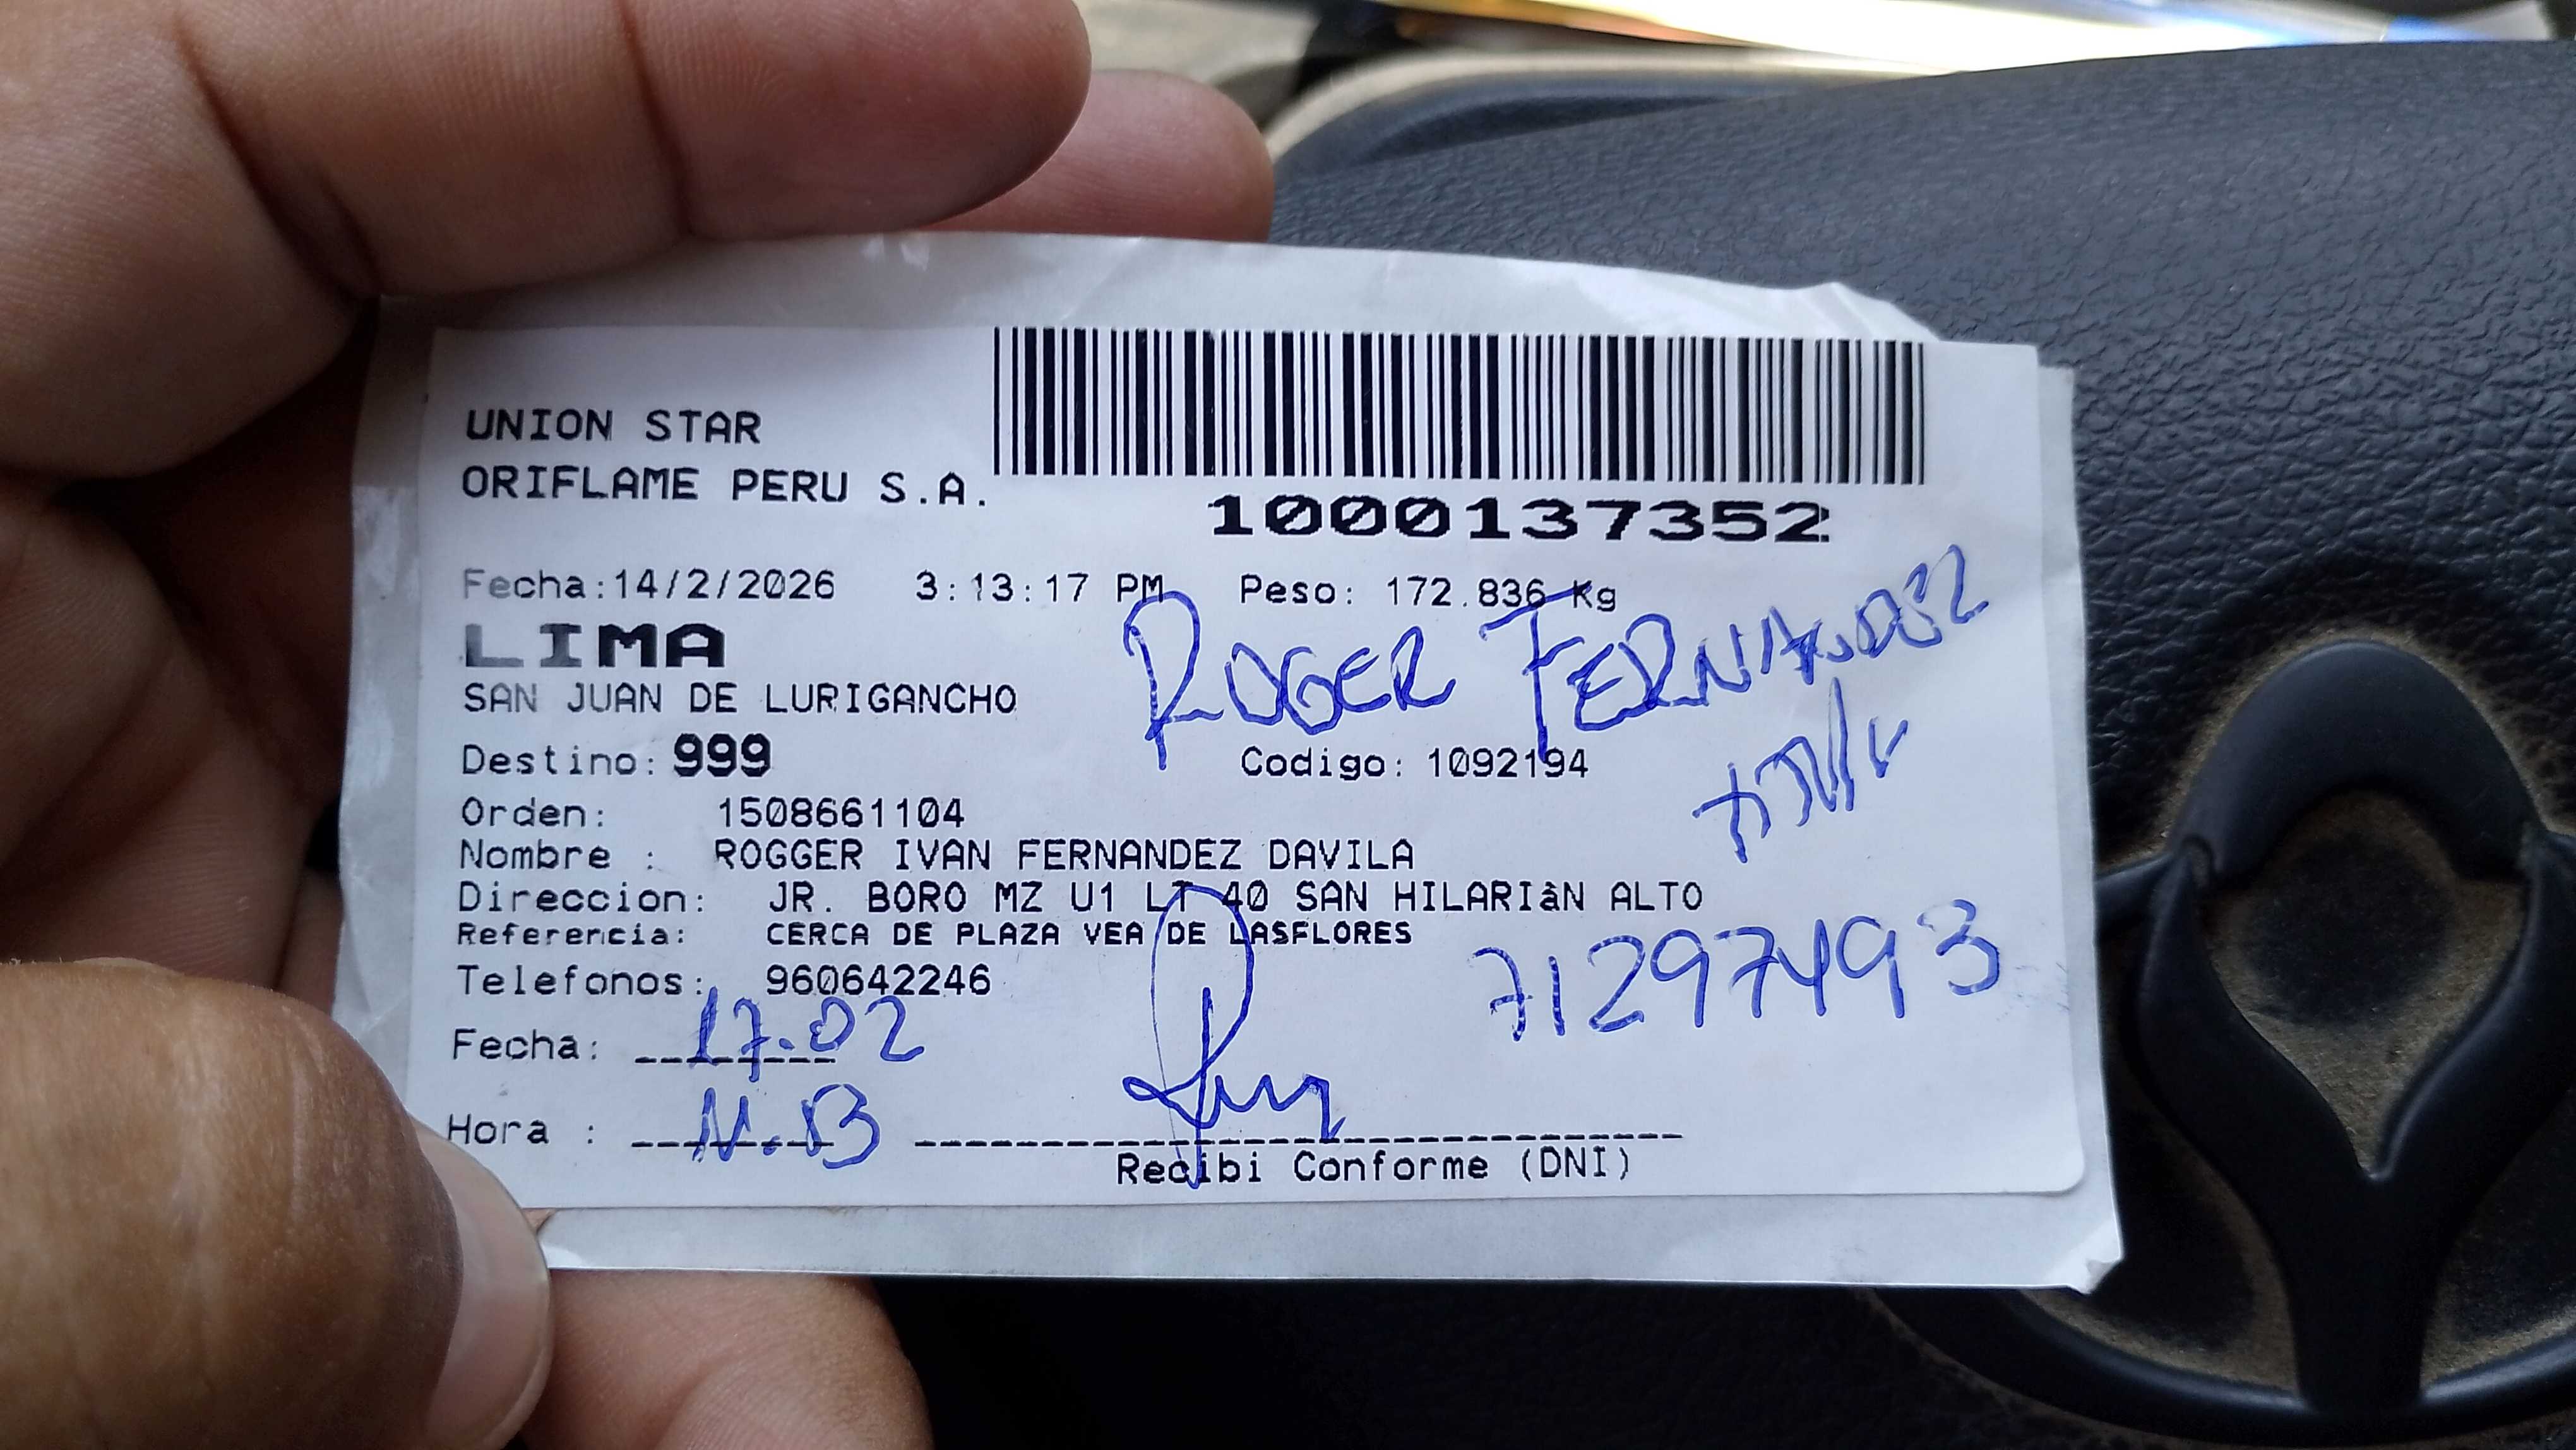 UNION STAR
ORIFLAME PERU S.A.
1000137352
Fecha:14/2/2026 3:13:17 PM Peso: 172.836 Kg
LIMA
ROGER FERNANDEZ
SAN JUAN DE LURIGANCHO
Destino: 999 Codigo: 1092194
Orden: 1508661104
Nombre : ROGGER IVAN FERNANDEZ DAVILA
Direccion: JR. BORO MZ U1 LT 40 SAN HILARIàN ALTO
Referencia: CERCA DE PLAZA VEA DE LASFLORES
71297493
Telefonos: 960642246
Fecha: 17.02
Hora :
Recibi Conforme (DNI)